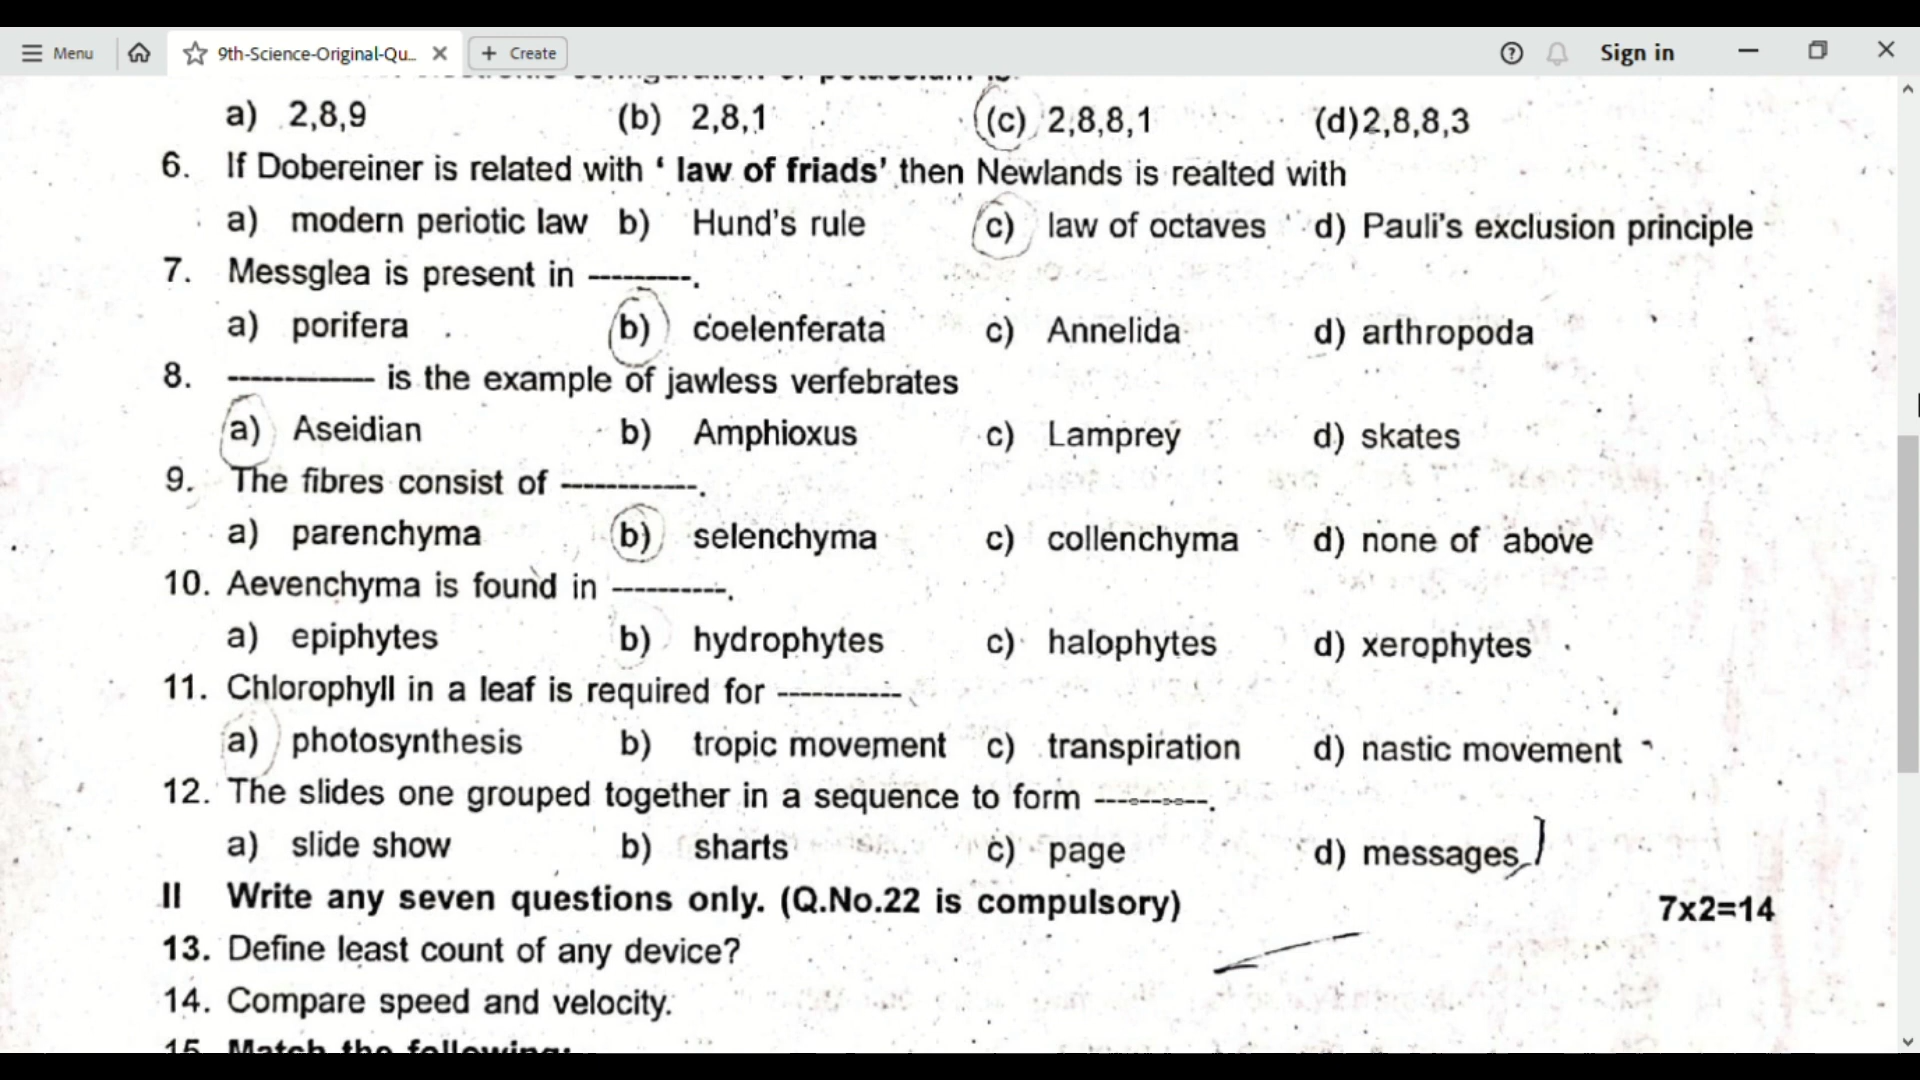 Menu 9th-Science-Original-Qu... Create Sign in
a) 2,8,9 (b) 2,8,1 (c) 2,8,8,1 (d)2,8,8,3
6. If Dobereiner is related with ‘ law of friads’ then Newlands is realted with
a) modern periotic law b) Hund’s rule c) law of octaves d) Pauli’s exclusion principle
7. Messglea is present in ---------.
a) porifera b) coelenferata c) Annelida d) arthropoda
8. ------------ is the example of jawless verfebrates
a) Aseidian b) Amphioxus c) Lamprey d) skates
9. The fibres consist of ------------.
a) parenchyma b) selenchyma c) collenchyma d) none of above
10. Aevenchyma is found in ----------.
a) epiphytes b) hydrophytes c) halophytes d) xerophytes
11. Chlorophyll in a leaf is required for -----------
a) photosynthesis b) tropic movement c) transpiration d) nastic movement
12. The slides one grouped together in a sequence to form ----------.
a) slide show b) sharts c) page d) messages
II Write any seven questions only. (Q.No.22 is compulsory) 7x2=14
13. Define least count of any device?
14. Compare speed and velocity.
15 Match the following: